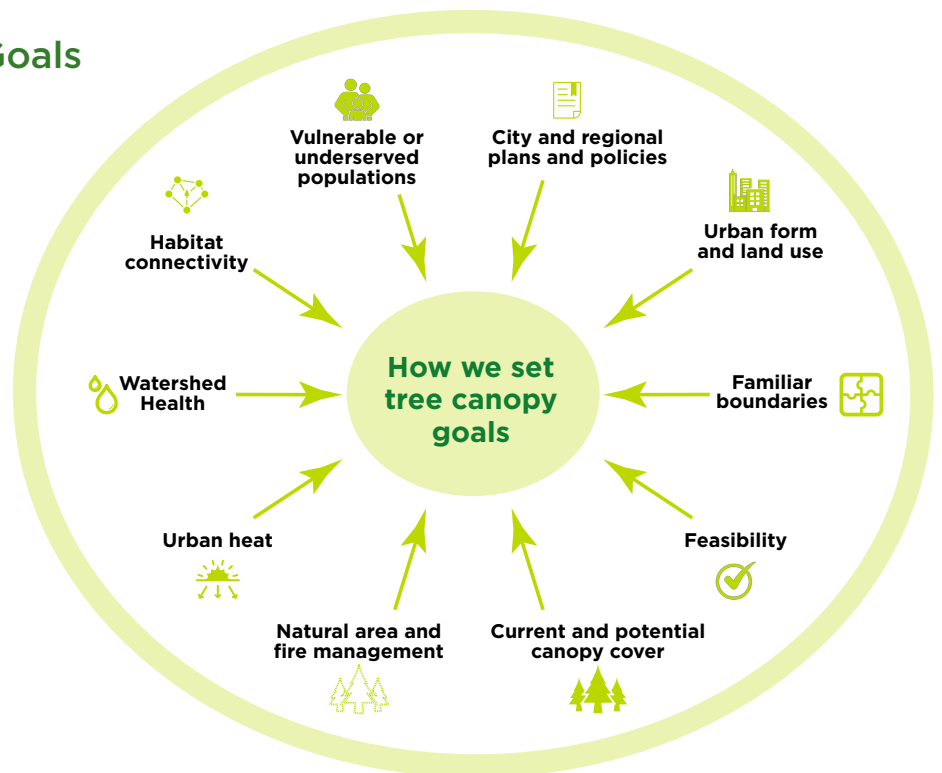 Goals
Vulnerable or
underserved
populations
City and regional
plans and policies
Habitat
connectivity
Urban form
and land use
How we set
tree canopy
goals
Watershed
Health
Familiar
boundaries
Urban heat
Feasibility
Natural area and
fire management
Current and potential
canopy cover